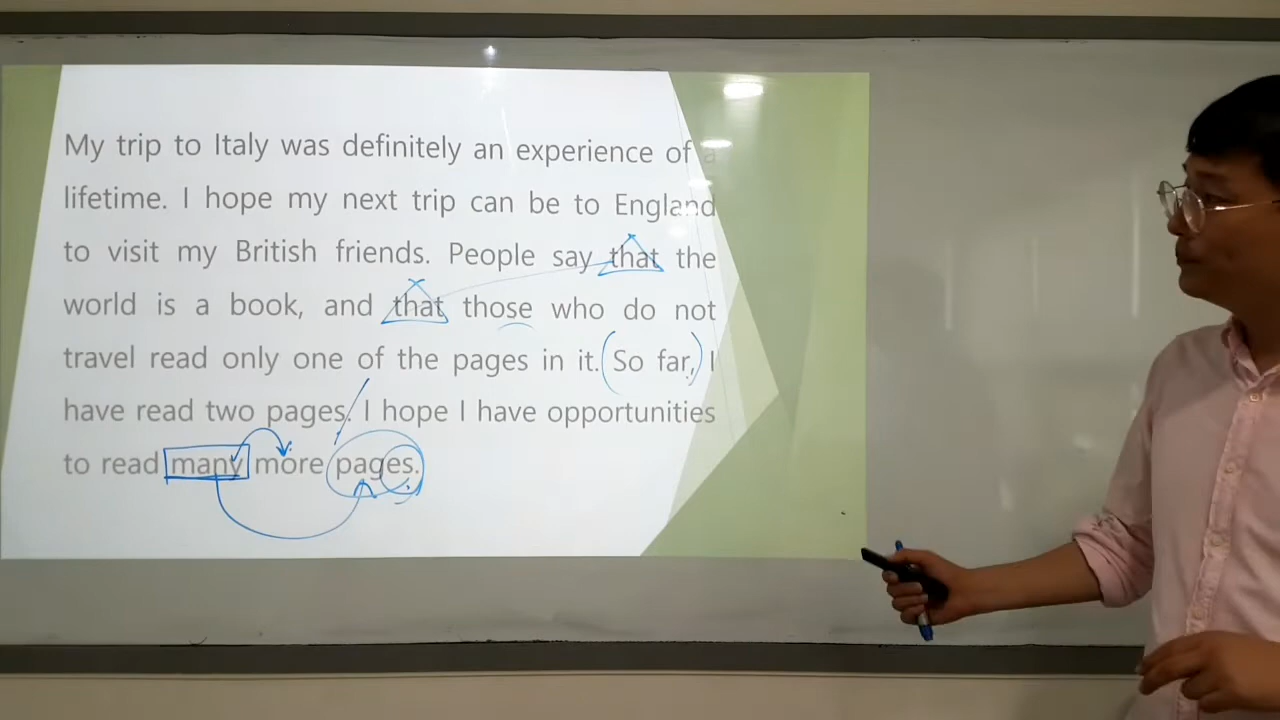 My trip to Italy was definitely an experience of a
lifetime. I hope my next trip can be to England
to visit my British friends. People say that the
world is a book, and that those who do not
travel read only one of the pages in it. So far, I
have read two pages. I hope I have opportunities
to read many more pages.